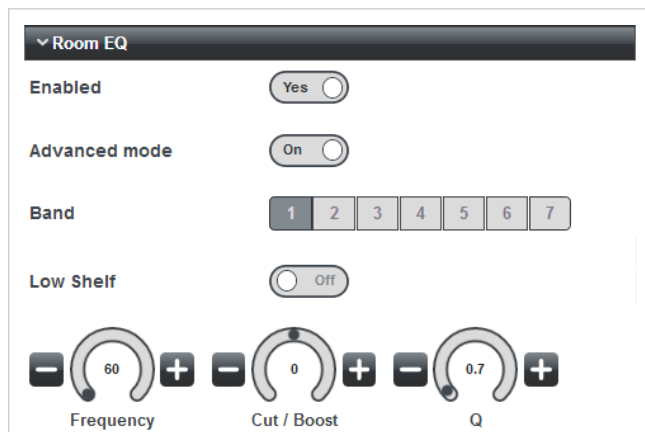 Room EQ
Enabled Yes
Advanced mode On
Band 1 2 3 4 5 6 7
Low Shelf Off
60 0 0.7
Frequency Cut / Boost Q